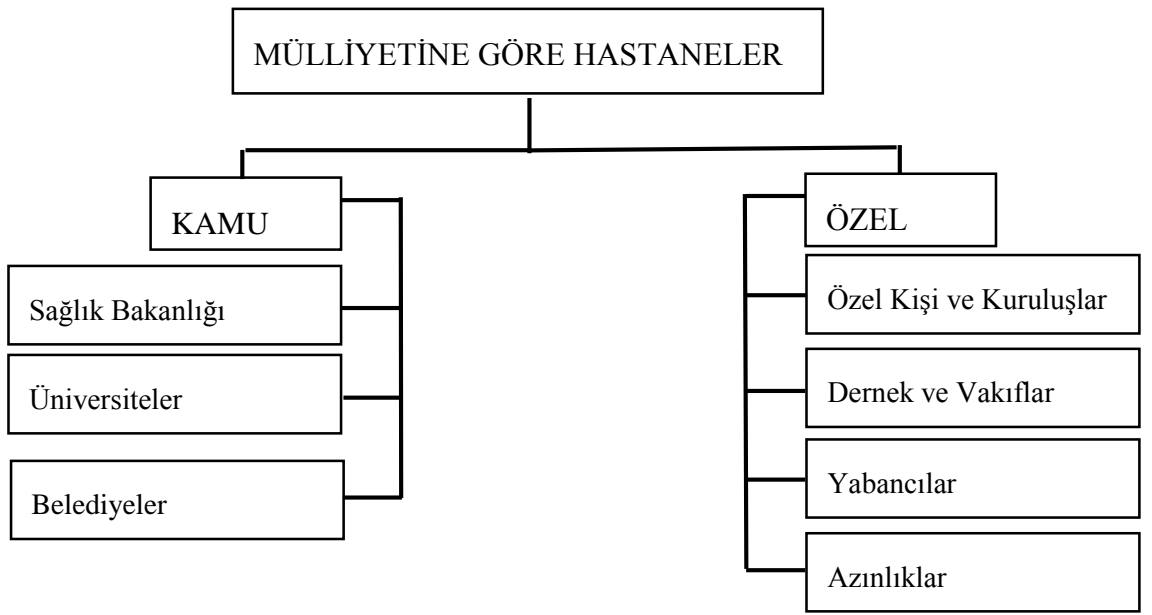 MÜLLİYETİNE GÖRE HASTANELER
KAMU
Sağlık Bakanlığı
Üniversiteler
Belediyeler
ÖZEL
Özel Kişi ve Kuruluşlar
Dernek ve Vakıflar
Yabancılar
Azınlıklar